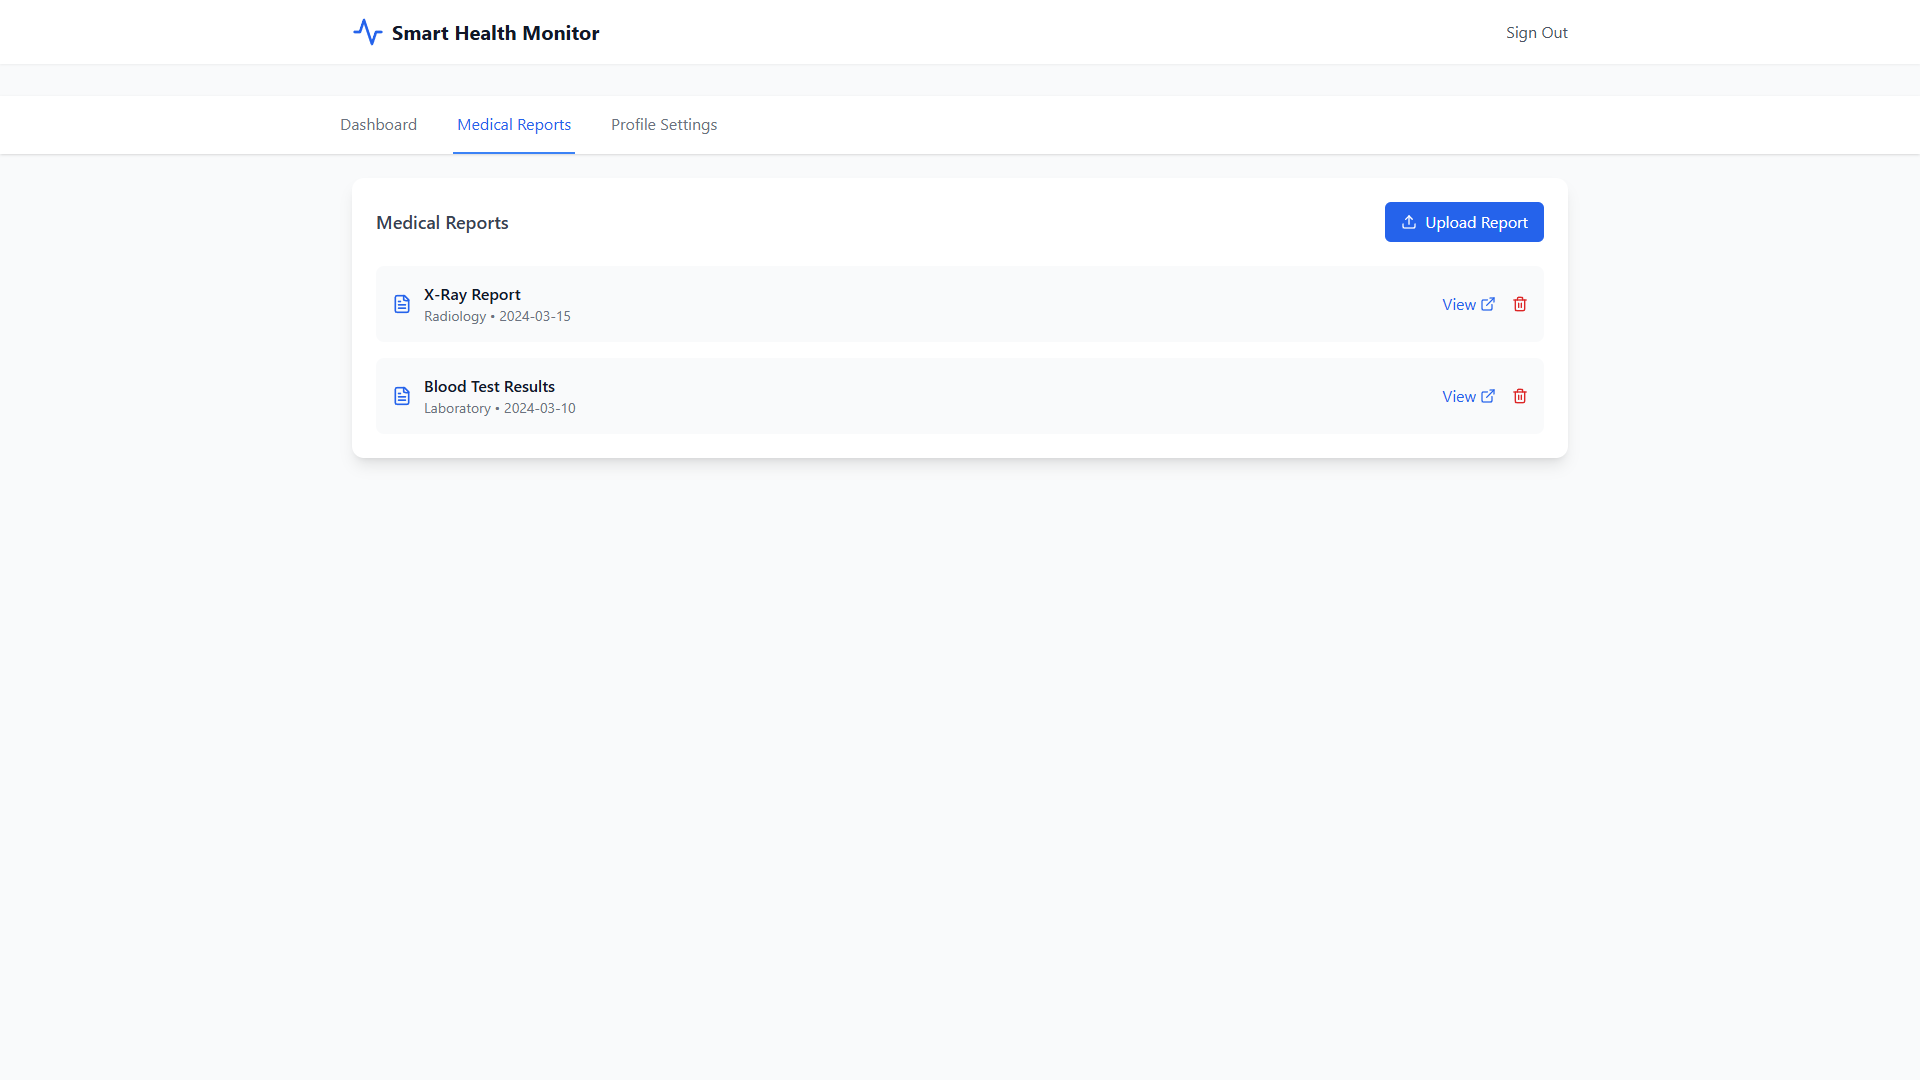 Smart Health Monitor
Sign Out
Dashboard
Medical Reports
Profile Settings
Medical Reports
Upload Report
X-Ray Report
Radiology • 2024-03-15
View
Blood Test Results
Laboratory • 2024-03-10
View